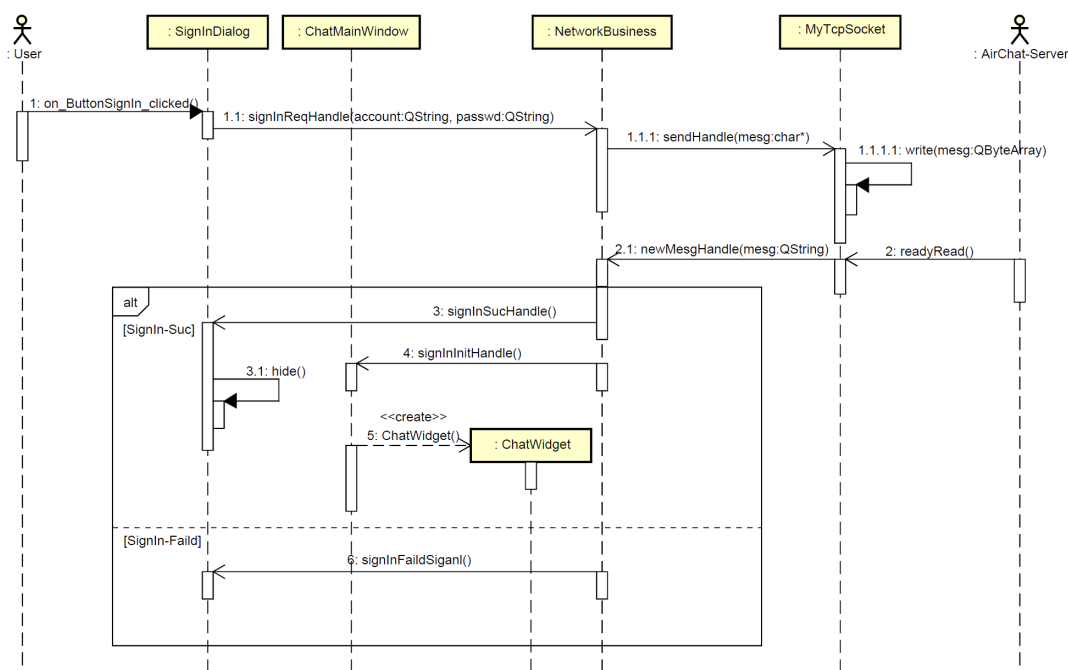 : User
: SignInDialog
: ChatMainWindow
: NetworkBusiness
: MyTcpSocket
: AirChat-Server
1: on_ButtonSignIn_clicked()
1.1: signInReqHandle(account:QString, passwd:QString)
1.1.1: sendHandle(mesg:char*)
1.1.1.1: write(mesg:QByteArray)
2.1: newMesgHandle(mesg:QString)
2: readyRead()
alt
[SignIn-Suc]
3: signInSucHandle()
4: signInInitHandle()
3.1: hide()
<<create>>
5: ChatWidget()
: ChatWidget
[SignIn-Faild]
6: signInFaildSiganl()